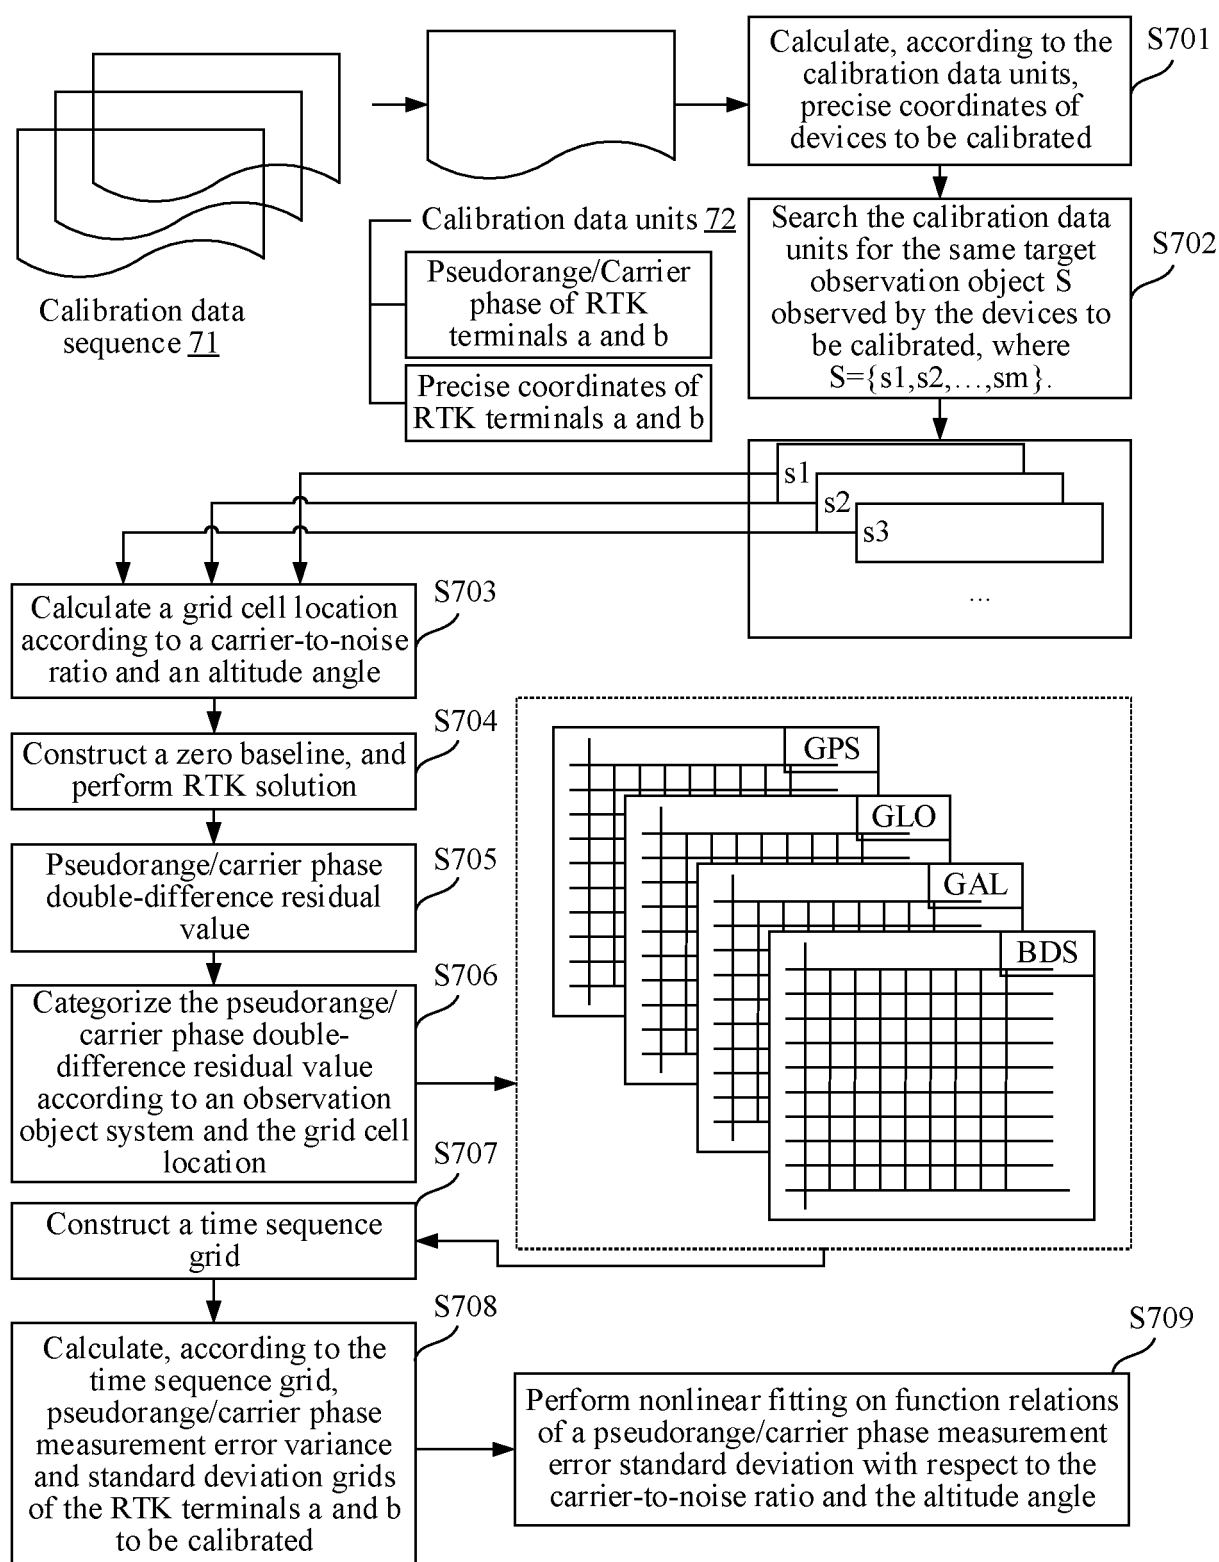 Calculate, according to the
calibration data units,
precise coordinates of
devices to be calibrated
S701
Calibration data
sequence 71
Calibration data units 72
Pseudorange/Carrier
phase of RTK
terminals a and b
Precise coordinates of
RTK terminals a and b
Search the calibration data
units for the same target
observation object S
observed by the devices to
be calibrated, where
S={s1,s2,...,sm}.
S702
s1
s2
s3
...
Calculate a grid cell location
according to a carrier-to-noise
ratio and an altitude angle
S703
Construct a zero baseline, and
perform RTK solution
S704
Pseudorange/carrier phase
double-difference residual
value
S705
Categorize the pseudorange/
carrier phase double-
difference residual value
according to an observation
object system and the grid cell
location
S706
GPS
GLO
GAL
BDS
Construct a time sequence
grid
S707
Calculate, according to the
time sequence grid,
pseudorange/carrier phase
measurement error variance
and standard deviation grids
of the RTK terminals a and b
to be calibrated
S708
Perform nonlinear fitting on function relations
of a pseudorange/carrier phase measurement
error standard deviation with respect to the
carrier-to-noise ratio and the altitude angle
S709